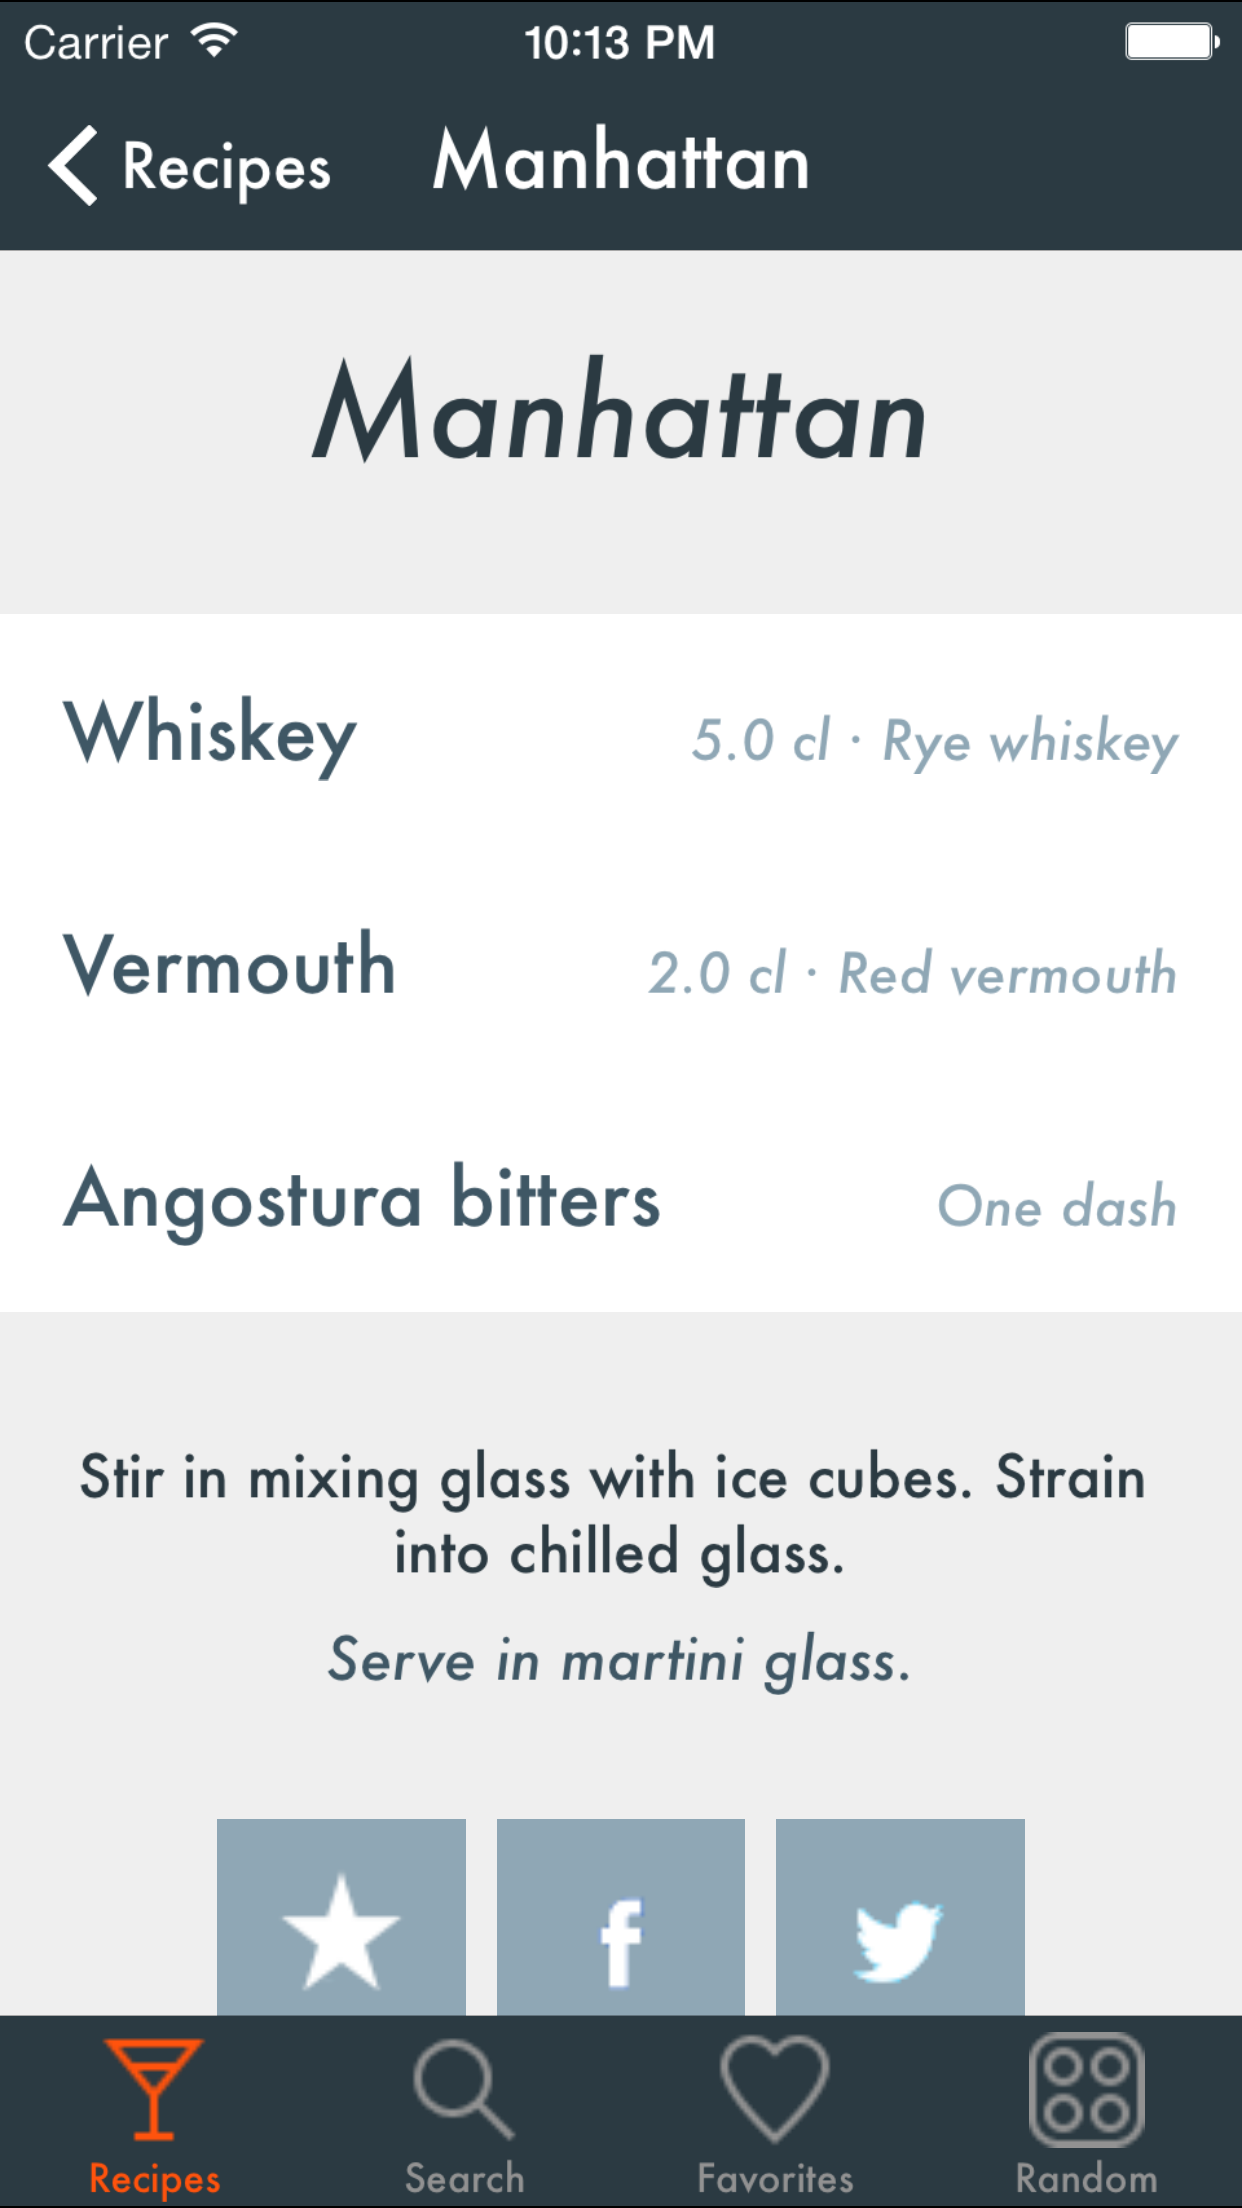 Carrier 10:13 PM
Recipes Manhattan
Manhattan
Whiskey 5.0 cl · Rye whiskey
Vermouth 2.0 cl · Red vermouth
Angostura bitters One dash
Stir in mixing glass with ice cubes. Strain
into chilled glass.
Serve in martini glass.
Recipes Search Favorites Random